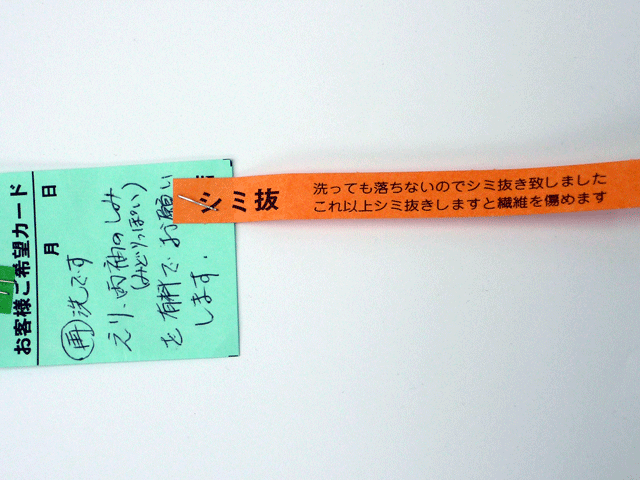 お客様ご希望カード
月 日
再洗です
えり、両袖のしみ
(みどりっぽい)
を有料でお願い
します.
シミ抜
洗っても落ちないのでシミ抜き致しました
これ以上シミ抜きしますと繊維を傷めます